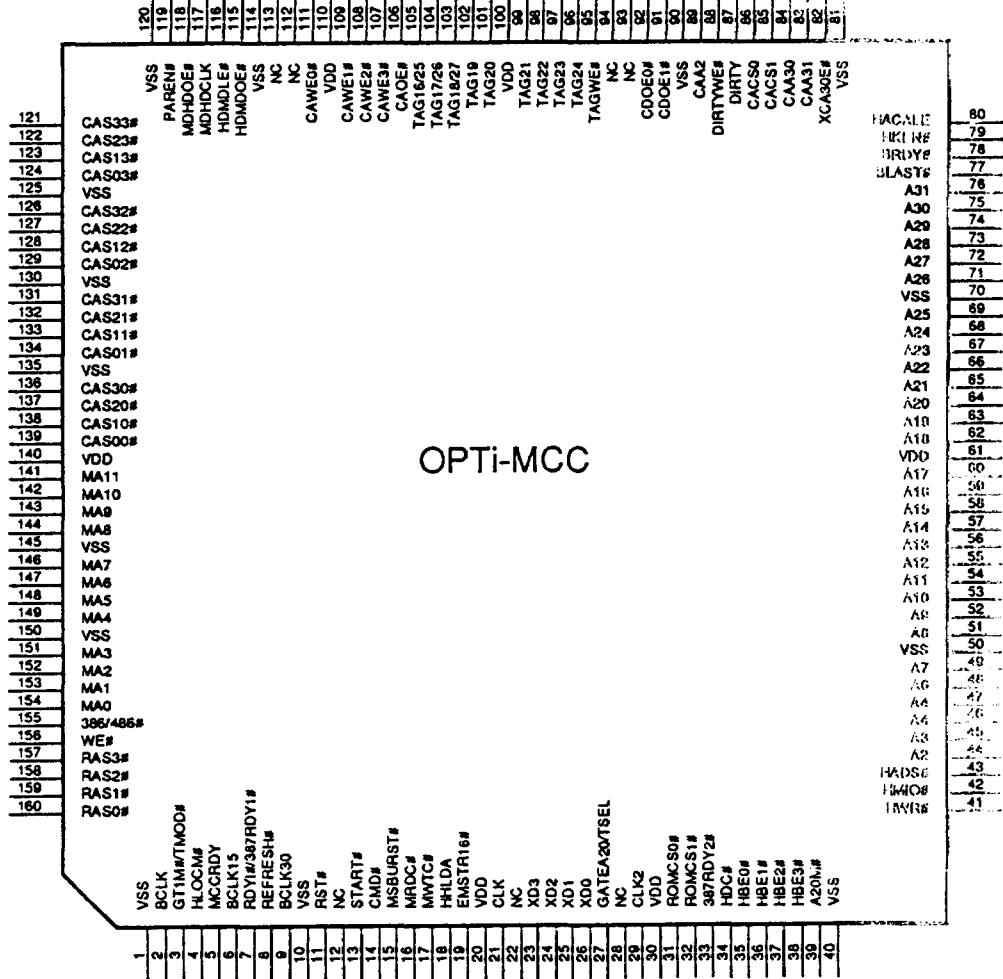 120 VSS
119 PAREN#
118 MDHDOE#
117 MDHDCLK
116 HDMDLE#
115 HDMDOE#
114 VSS
113 NC
112 NC
111 CAWE0#
110 VDD
109 CAWE1#
108 CAWE2#
107 CAWE3#
106 CAOE#
105 TAG16/25
104 TAG17/26
103 TAG18/27
102 TAG19
101 TAG20
100 VDD
99 TAG21
98 TAG22
97 TAG23
96 TAG24
95 TAGWE#
94 NC
93 NC
92 CDOE0#
91 CDOE1#
90 VSS
89 CAA2
88 DIRTYWE#
87 DIRTY
86 CACS0
85 CACS1
84 CAA30
83 CAA31
82 XCA30E#
81 VSS
121 CAS33#
122 CAS23#
123 CAS13#
124 CAS03#
125 VSS
126 CAS32#
127 CAS22#
128 CAS12#
129 CAS02#
130 VSS
131 CAS31#
132 CAS21#
133 CAS11#
134 CAS01#
135 VSS
136 CAS30#
137 CAS20#
138 CAS10#
139 CAS00#
140 VDD
141 MA11
142 MA10
143 MA9
144 MA8
145 VSS
146 MA7
147 MA6
148 MA5
149 MA4
150 VSS
151 MA3
152 MA2
153 MA1
154 MA0
155 386/486#
156 WE#
157 RAS3#
158 RAS2#
159 RAS1#
160 RAS0#
OPTi-MCC
HACALE 80
HKEN# 79
BRDY# 78
BLAST# 77
A31 76
A30 75
A29 74
A28 73
A27 72
A26 71
VSS 70
A25 69
A24 68
A23 67
A22 66
A21 65
A20 64
A19 63
A18 62
VDD 61
A17 60
A16 59
A15 58
A14 57
A13 56
A12 55
A11 54
A10 53
A9 52
A8 51
VSS 50
A7 49
A6 48
A4 47
A4 46
A3 45
A2 44
HADS# 43
HMIO# 42
HWR# 41
VSS 1
BCLK 2
GT1M#/TMOD# 3
HLOCM# 4
MCCRDY 5
BCLK15 6
RDYI#/387RDY1# 7
REFRESH# 8
BCLK30 9
VSS 10
RST# 11
NC 12
START# 13
CMD# 14
MSBURST# 15
MRDC# 16
MWTC# 17
HHLDA 18
EMSTR16# 19
VDD 20
CLK 21
NC 22
XD3 23
XD2 24
XD1 25
XD0 26
GATEA20/TSEL 27
NC 28
CLK2 29
VDD 30
ROMCS0# 31
ROMCS1# 32
387RDY2# 33
HDC# 34
HBE0# 35
HBE1# 36
HBE2# 37
HBE3# 38
A20M# 39
VSS 40